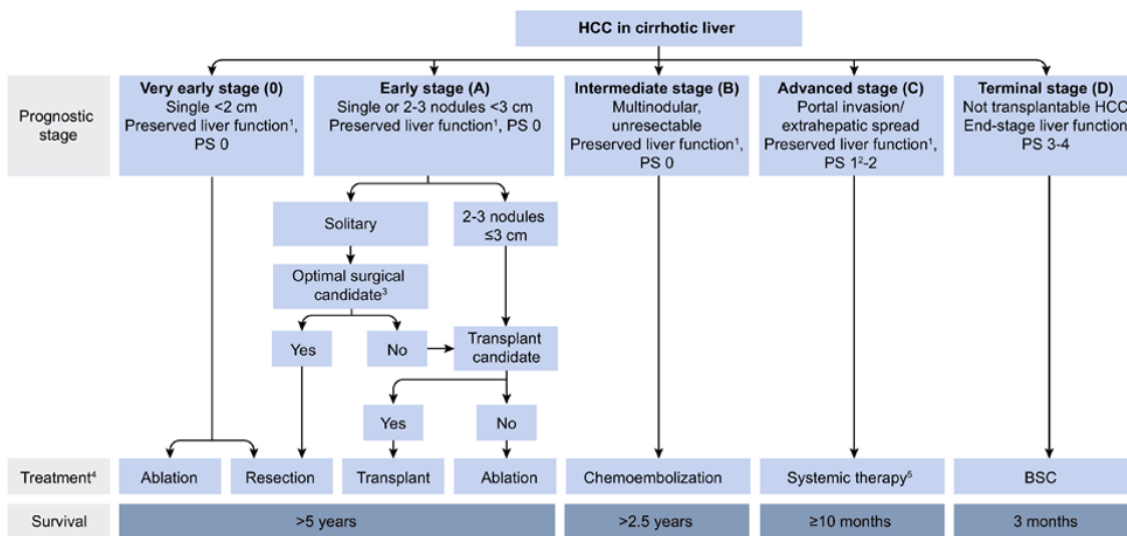 HCC in cirrhotic liver
Prognostic
stage
Very early stage (0)
Single <2 cm
Preserved liver function1,
PS 0
Early stage (A)
Single or 2-3 nodules <3 cm
Preserved liver function1, PS 0
Intermediate stage (B)
Multinodular,
unresectable
Preserved liver function1,
PS 0
Advanced stage (C)
Portal invasion/
extrahepatic spread
Preserved liver function1,
PS 12-2
Terminal stage (D)
Not transplantable HCC
End-stage liver function
PS 3-4
Solitary
2-3 nodules
≤3 cm
Optimal surgical
candidate3
Yes
No
Transplant
candidate
Yes
No
Treatment4
Ablation
Resection
Transplant
Ablation
Chemoembolization
Systemic therapy5
BSC
Survival
>5 years
>2.5 years
≥10 months
3 months